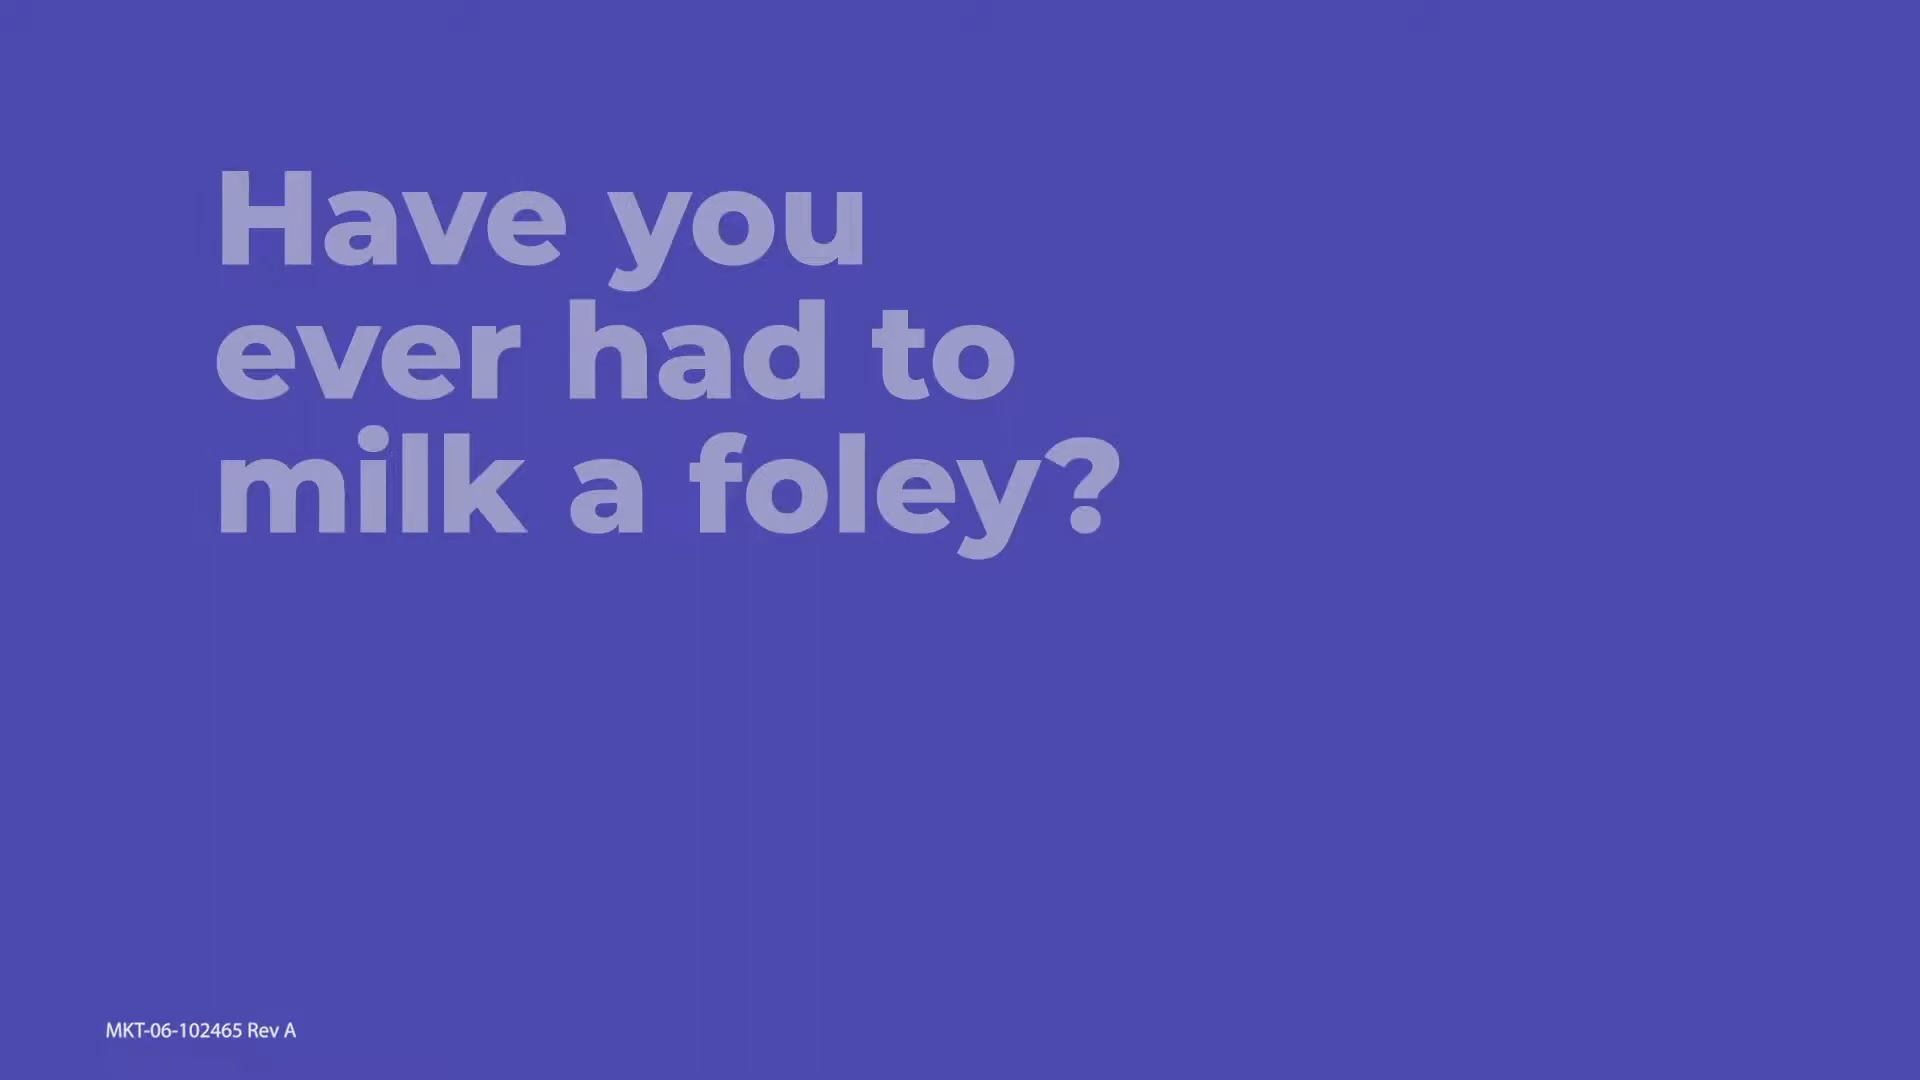 Have you
ever had to
milk a foley?
MKT-06-102465 Rev A